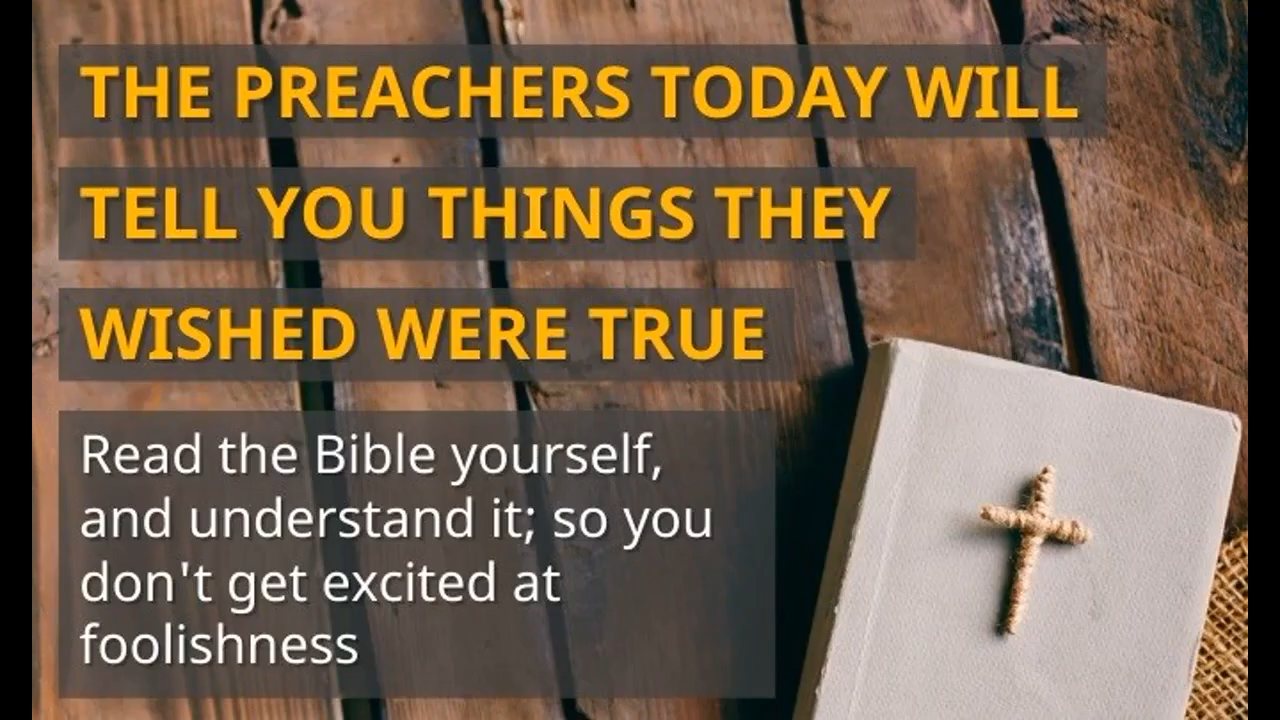 THE PREACHERS TODAY WILL
TELL YOU THINGS THEY
WISHED WERE TRUE
Read the Bible yourself,
and understand it; so you
don't get excited at
foolishness